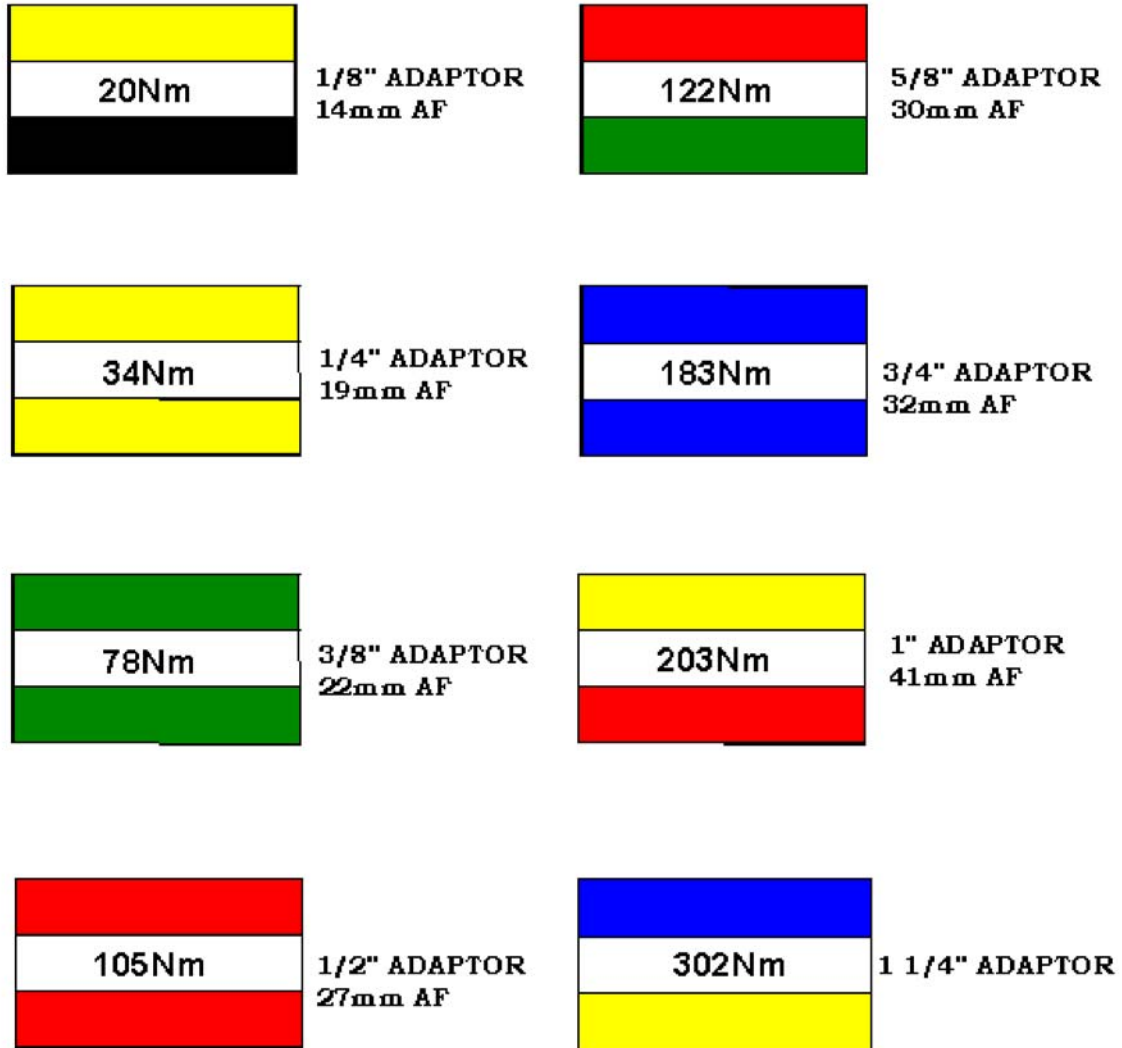 20Nm
1/8" ADAPTOR
14mm AF
122Nm
5/8" ADAPTOR
30mm AF
34Nm
1/4" ADAPTOR
19mm AF
183Nm
3/4" ADAPTOR
32mm AF
78Nm
3/8" ADAPTOR
22mm AF
203Nm
1" ADAPTOR
41mm AF
105Nm
1/2" ADAPTOR
27mm AF
302Nm
1 1/4" ADAPTOR